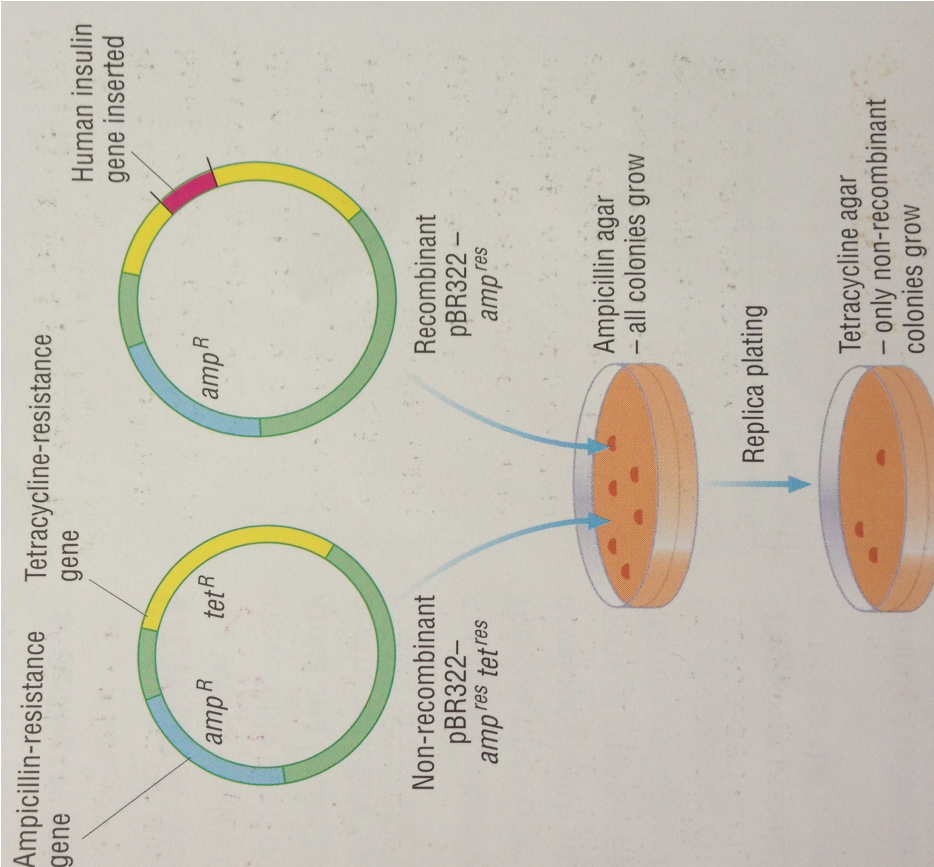 Ampicillin-resistance
gene
Tetracycline-resistance
gene
Human insulin
gene inserted
amp^R
tet^R
amp^R
Non-recombinant
pBR322–
amp^res tet^res
Recombinant
pBR322 –
amp^res
Ampicillin agar
– all colonies grow
Replica plating
Tetracycline agar
– only non-recombinant
colonies grow